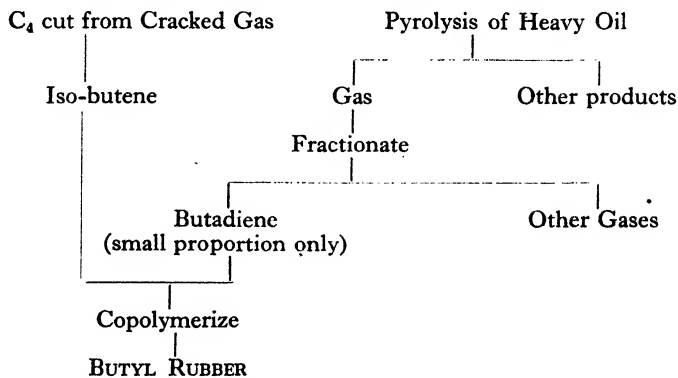 C₄ cut from Cracked Gas
Pyrolysis of Heavy Oil
Iso-butene
Gas
Other products
Fractionate
Butadiene
(small proportion only)
Other Gases
Copolymerize
BUTYL RUBBER